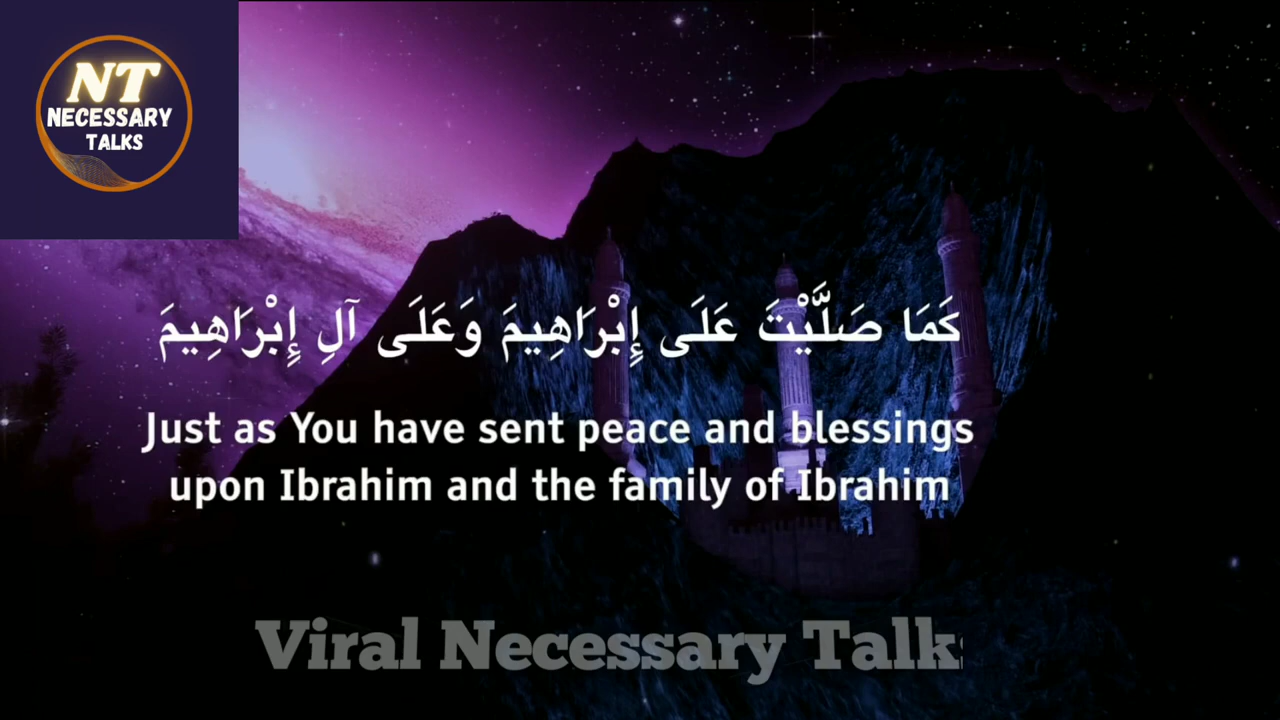 NT
NECESSARY
TALKS
كَمَا صَلَّيْتَ عَلَى إِبْرَاهِيمَ وَعَلَى آلِ إِبْرَاهِيمَ
Just as You have sent peace and blessings
upon Ibrahim and the family of Ibrahim
Viral Necessary Talks